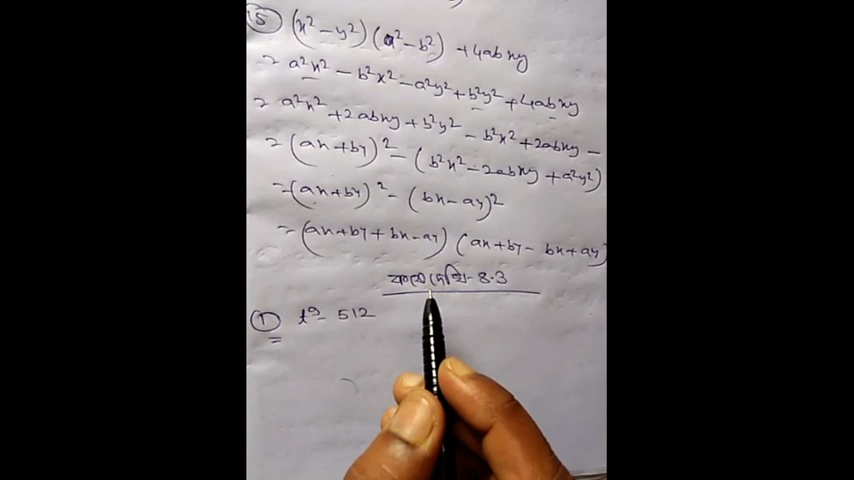 5 (x² - y²) (a² - b²) + 4abxy
= a²x² - b²x² - a²y² + b²y² + 4abxy
= a²x² + 2abxy + b²y² - b²x² + 2abxy -
= (ax + by)² - (b²x² - 2abxy + a²y²)
= (ax + by)² - (bx - ay)²
= (ax + by + bx - ay) (ax + by - bx + ay)
কষে দেখি - 8.3
1 t⁹ - 512